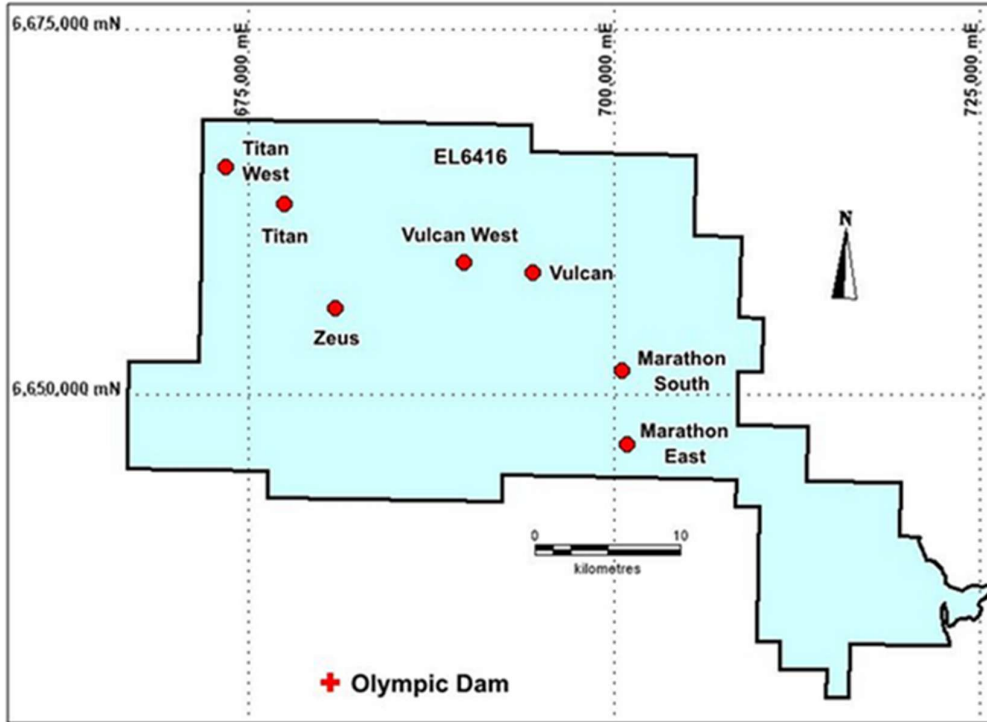 6,675,000 mN
675,000 mE
700,000 mE
725,000 mE
Titan
West
EL6416
N
Titan
Vulcan West
Vulcan
Zeus
Marathon
South
6,650,000 mN
Marathon
East
0 10
kilometres
Olympic Dam